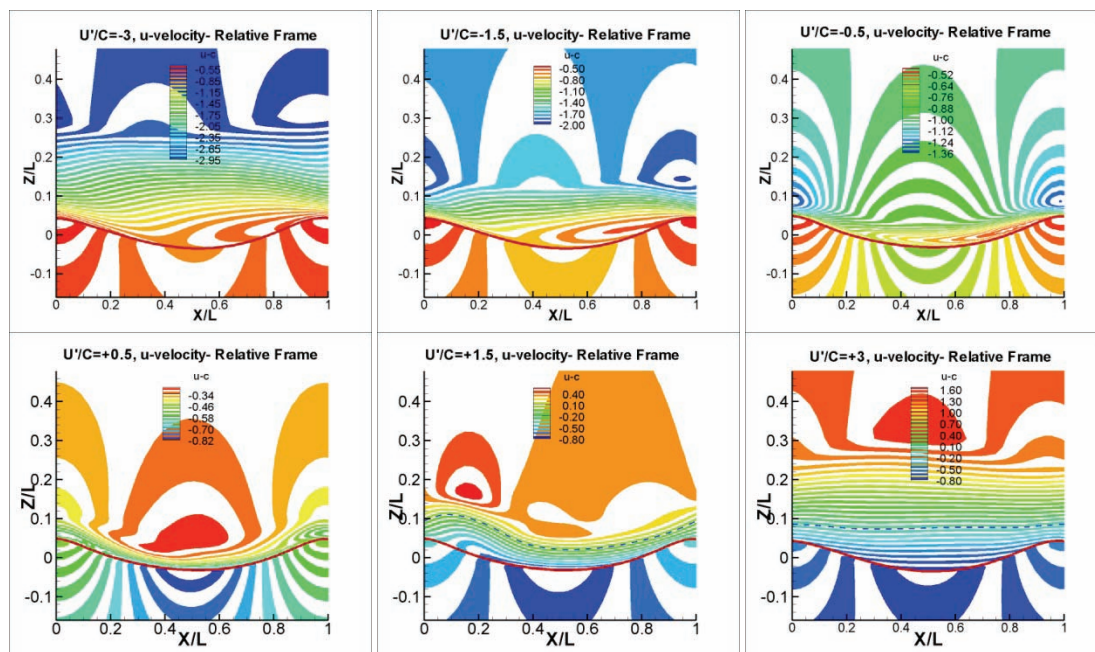 U'/C=-3, u-velocity- Relative Frame
u-c
-0.55
-0.85
-1.15
-1.45
-1.75
-2.05
-2.35
-2.65
-2.95
Z/L
0.4
0.3
0.2
0.1
0
-0.1
0 0.2 0.4 0.6 0.8 1
X/L
U'/C=-1.5, u-velocity- Relative Frame
u-c
-0.50
-0.80
-1.10
-1.40
-1.70
-2.00
Z/L
0.4
0.3
0.2
0.1
0
-0.1
0 0.2 0.4 0.6 0.8 1
X/L
U'/C=-0.5, u-velocity- Relative Frame
u-c
-0.52
-0.64
-0.76
-0.88
-1.00
-1.12
-1.24
-1.36
Z/L
0.4
0.3
0.2
0.1
0
-0.1
0 0.2 0.4 0.6 0.8 1
X/L
U'/C=+0.5, u-velocity- Relative Frame
u-c
-0.34
-0.46
-0.58
-0.70
-0.82
Z/L
0.4
0.3
0.2
0.1
0
-0.1
0 0.2 0.4 0.6 0.8 1
X/L
U'/C=+1.5, u-velocity- Relative Frame
u-c
0.40
0.10
-0.20
-0.50
-0.80
Z/L
0.4
0.3
0.2
0.1
0
-0.1
0 0.2 0.4 0.6 0.8 1
X/L
U'/C=+3, u-velocity- Relative Frame
u-c
1.60
1.30
1.00
0.70
0.40
0.10
-0.20
-0.50
-0.80
Z/L
0.4
0.3
0.2
0.1
0
-0.1
0 0.2 0.4 0.6 0.8 1
X/L